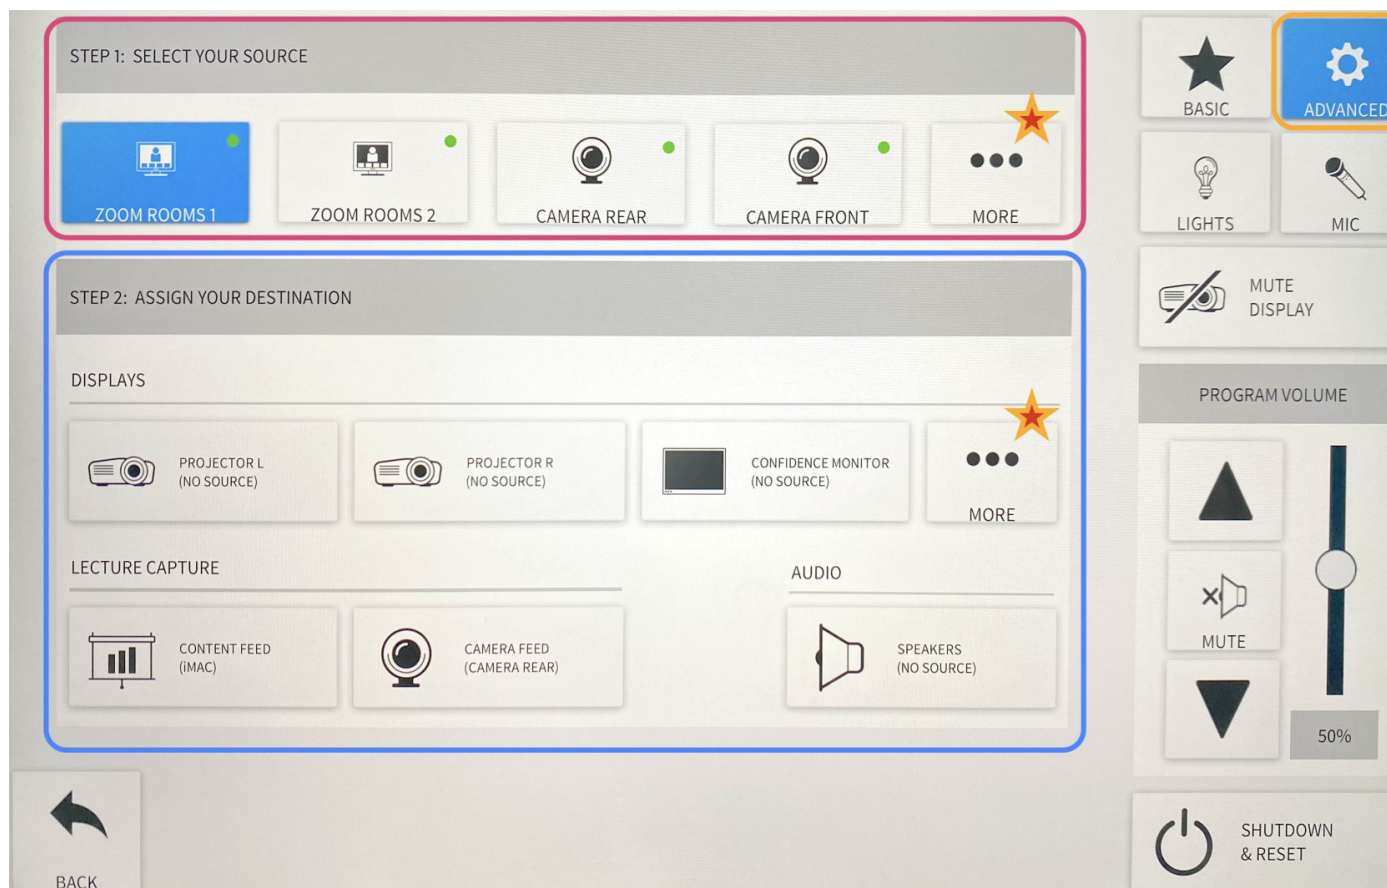 STEP 1: SELECT YOUR SOURCE
ZOOM ROOMS 1
ZOOM ROOMS 2
CAMERA REAR
CAMERA FRONT
MORE
STEP 2: ASSIGN YOUR DESTINATION
DISPLAYS
PROJECTOR L
(NO SOURCE)
PROJECTOR R
(NO SOURCE)
CONFIDENCE MONITOR
(NO SOURCE)
MORE
LECTURE CAPTURE
CONTENT FEED
(iMAC)
CAMERA FEED
(CAMERA REAR)
AUDIO
SPEAKERS
(NO SOURCE)
BACK
BASIC
ADVANCED
LIGHTS
MIC
MUTE
DISPLAY
PROGRAM VOLUME
MUTE
50%
SHUTDOWN
& RESET